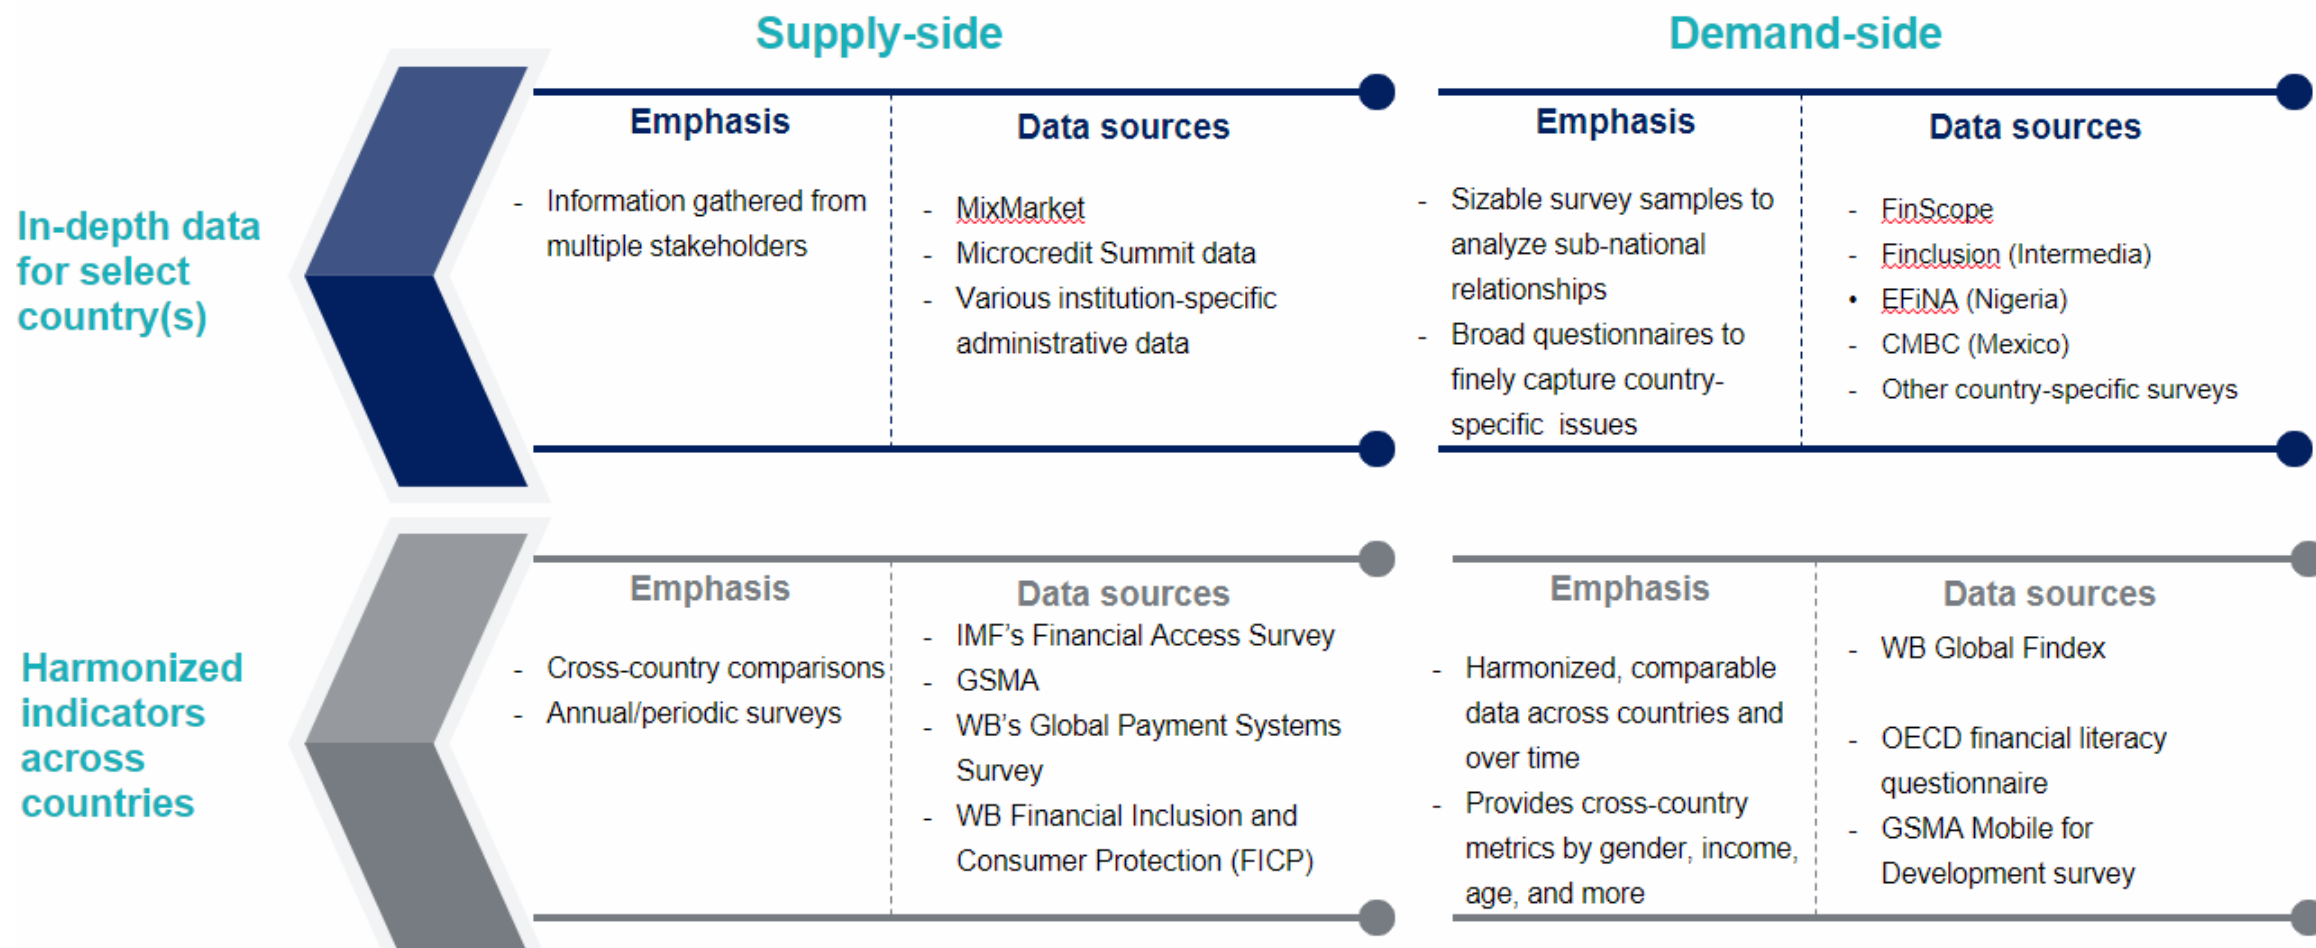 Supply-side
Demand-side
In-depth data
for select
country(s)
Emphasis
- Information gathered from
multiple stakeholders
Data sources
- MixMarket
- Microcredit Summit data
- Various institution-specific
administrative data
Emphasis
- Sizable survey samples to
analyze sub-national
relationships
- Broad questionnaires to
finely capture country-
specific issues
Data sources
- FinScope
- Finclusion (Intermedia)
• EFiNA (Nigeria)
- CMBC (Mexico)
- Other country-specific surveys
Harmonized
indicators
across
countries
Emphasis
- Cross-country comparisons
- Annual/periodic surveys
Data sources
- IMF's Financial Access Survey
- GSMA
- WB's Global Payment Systems
Survey
- WB Financial Inclusion and
Consumer Protection (FICP)
Emphasis
- Harmonized, comparable
data across countries and
over time
- Provides cross-country
metrics by gender, income,
age, and more
Data sources
- WB Global Findex
- OECD financial literacy
questionnaire
- GSMA Mobile for
Development survey